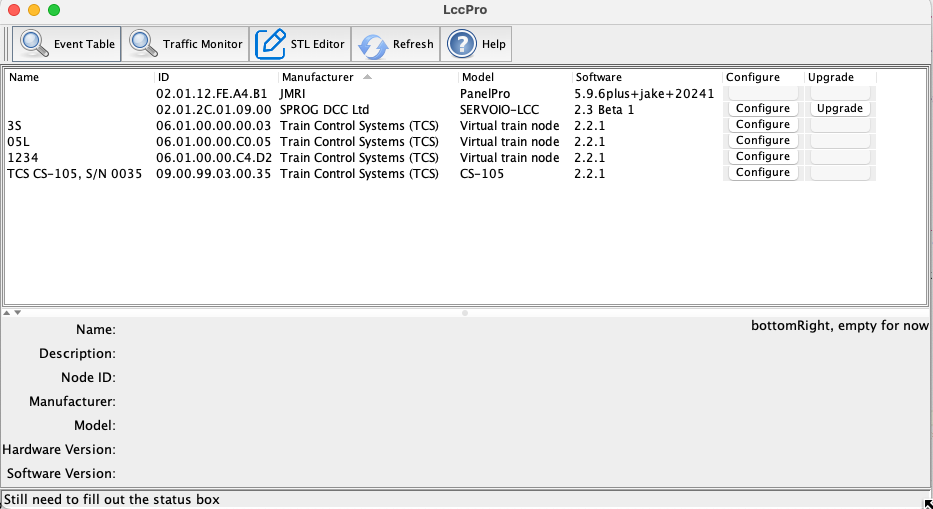 LccPro
Event Table Traffic Monitor STL Editor Refresh Help
Name ID Manufacturer Model Software Configure Upgrade
02.01.12.FE.A4.B1 JMRI PanelPro 5.9.6plus+jake+20241
02.01.2C.01.09.00 SPROG DCC Ltd SERVOIO-LCC 2.3 Beta 1 Configure Upgrade
3S 06.01.00.00.00.03 Train Control Systems (TCS) Virtual train node 2.2.1 Configure
05L 06.01.00.00.C0.05 Train Control Systems (TCS) Virtual train node 2.2.1 Configure
1234 06.01.00.00.C4.D2 Train Control Systems (TCS) Virtual train node 2.2.1 Configure
TCS CS-105, S/N 0035 09.00.99.03.00.35 Train Control Systems (TCS) CS-105 2.2.1 Configure
Name:
bottomRight, empty for now
Description:
Node ID:
Manufacturer:
Model:
Hardware Version:
Software Version:
Still need to fill out the status box